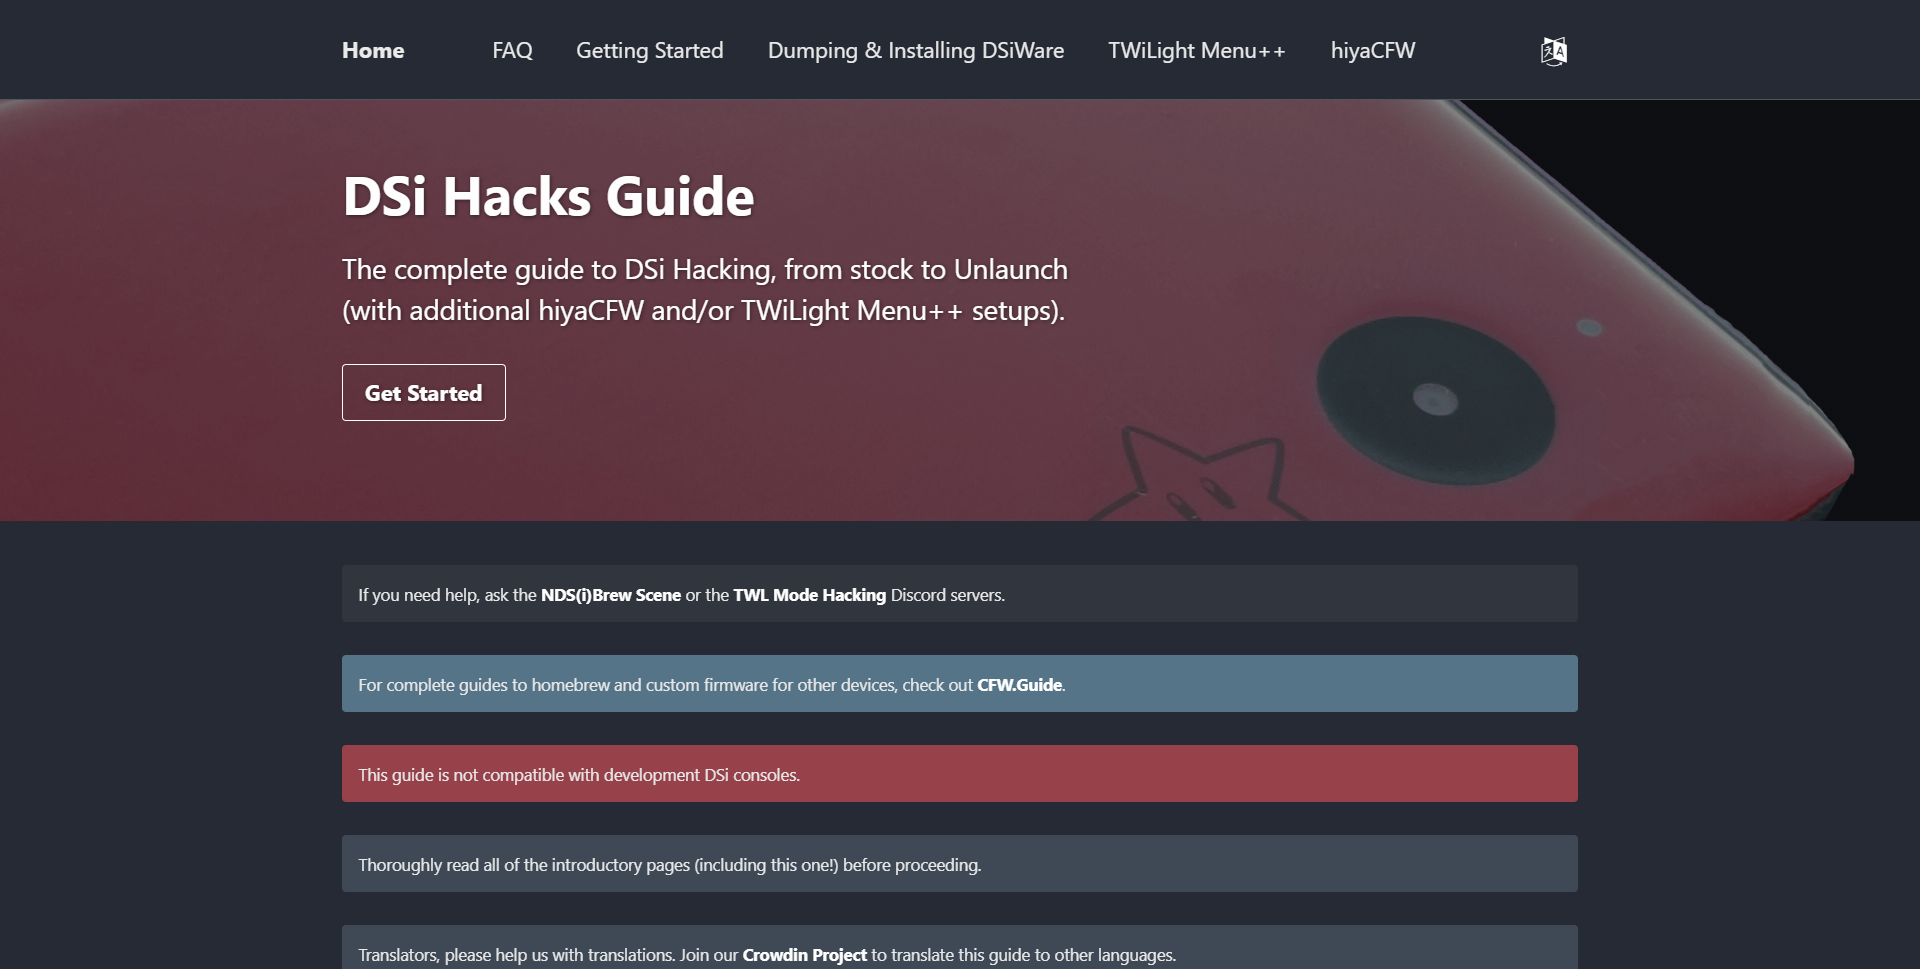 Home FAQ Getting Started Dumping & Installing DSiWare TWiLight Menu++ hiyaCFW
DSi Hacks Guide
The complete guide to DSi Hacking, from stock to Unlaunch
(with additional hiyaCFW and/or TWiLight Menu++ setups).
Get Started
If you need help, ask the NDS(i)Brew Scene or the TWL Mode Hacking Discord servers.
For complete guides to homebrew and custom firmware for other devices, check out CFW.Guide.
This guide is not compatible with development DSi consoles.
Thoroughly read all of the introductory pages (including this one!) before proceeding.
Translators, please help us with translations. Join our Crowdin Project to translate this guide to other languages.